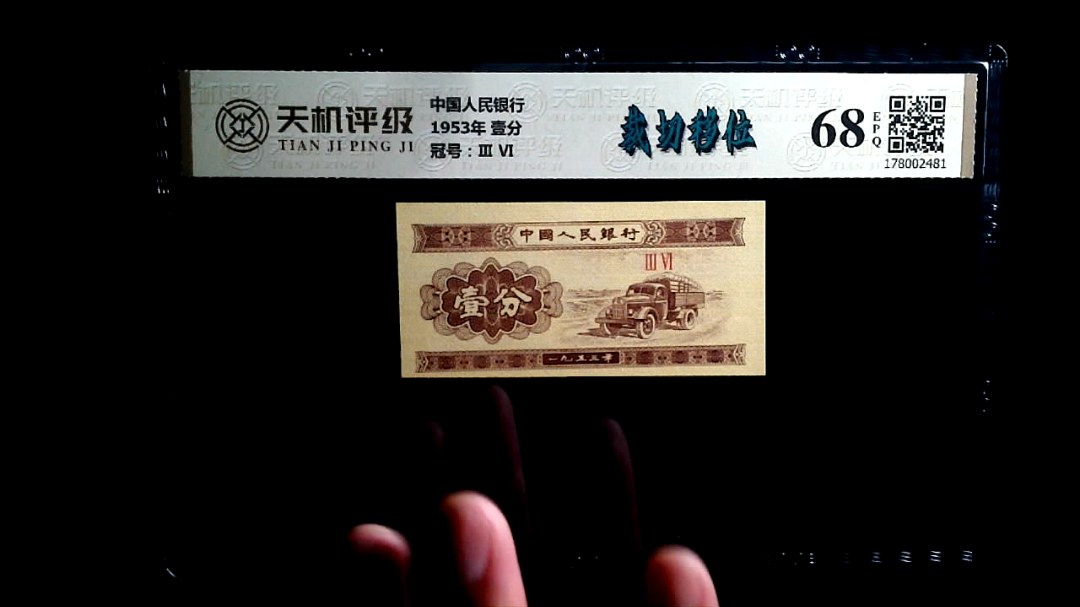 天机评级
TIAN JI PING JI
中国人民银行
1953年 壹分
冠号：Ⅲ Ⅵ
裁切移位
68
EPQ
178002481
中國人民銀行
Ⅲ Ⅵ
壹分
一九五三年